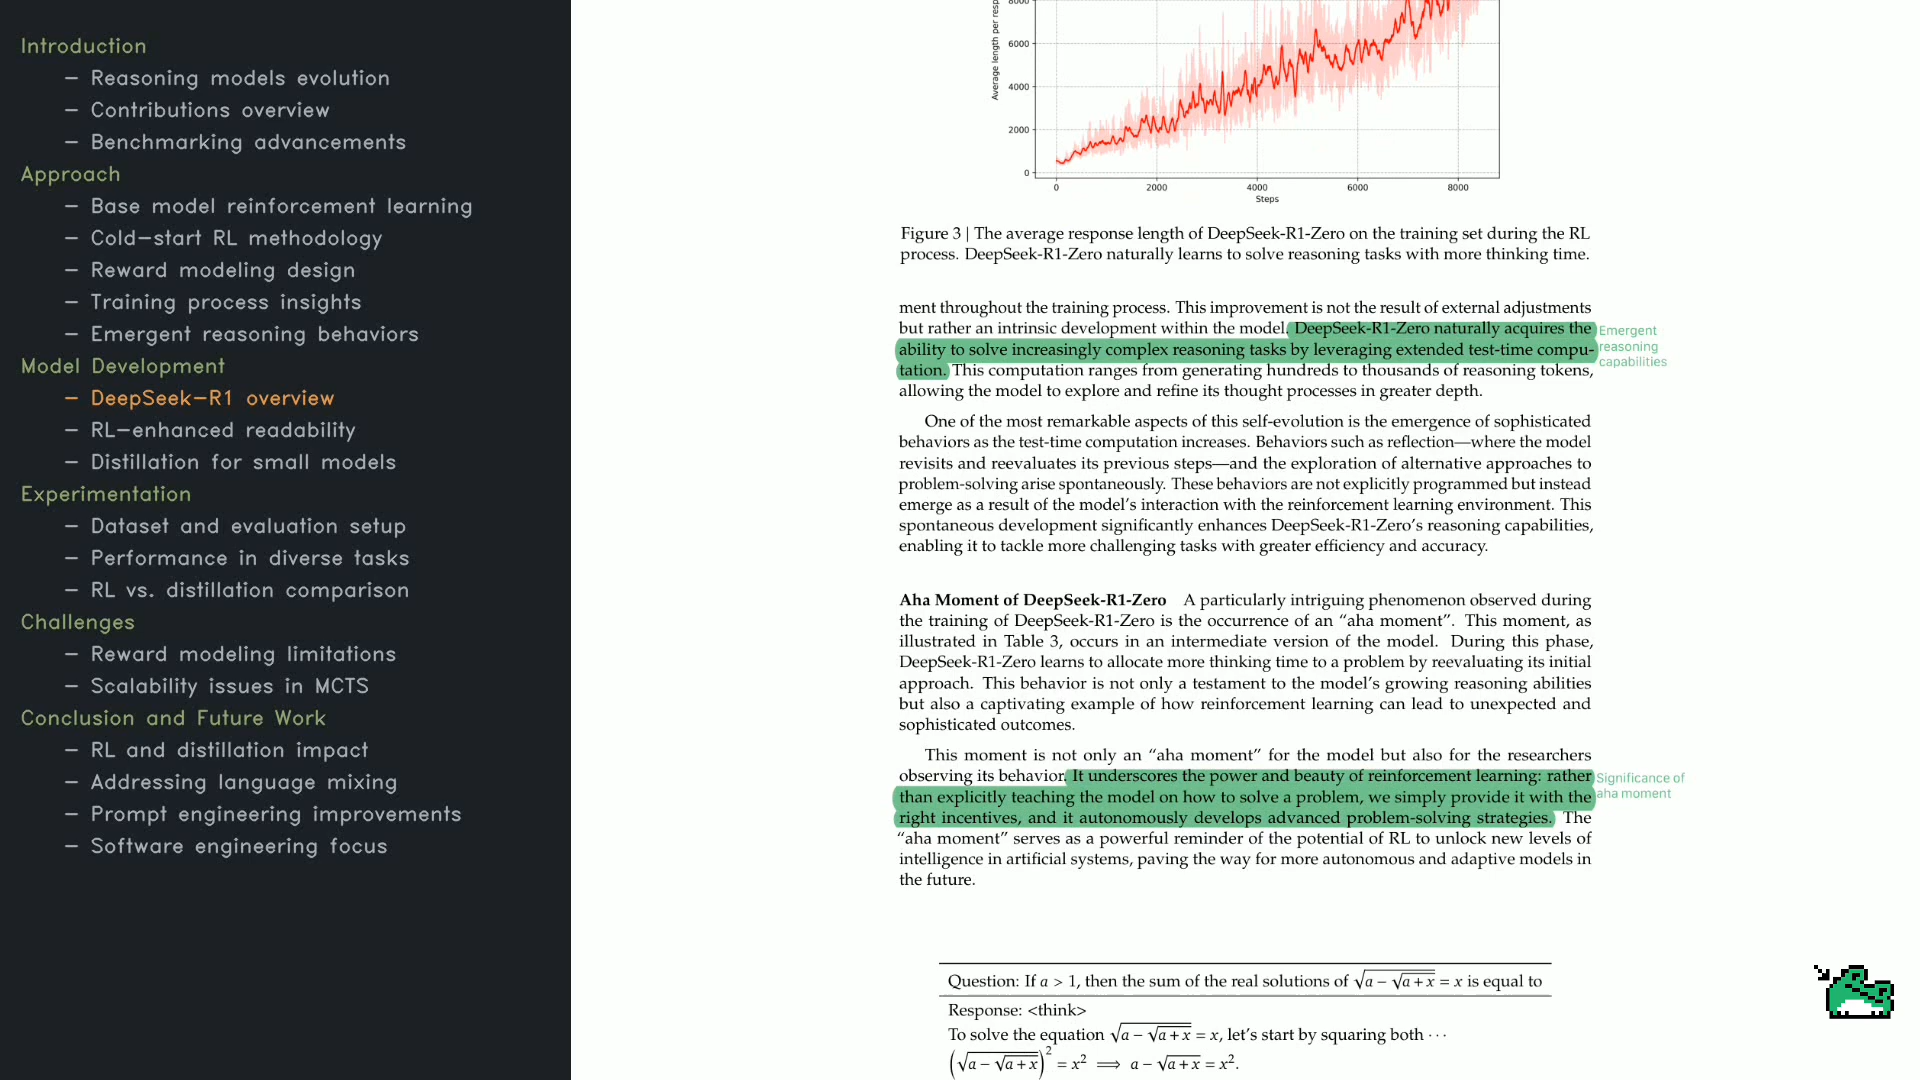 Introduction
– Reasoning models evolution
– Contributions overview
– Benchmarking advancements
Approach
– Base model reinforcement learning
– Cold–start RL methodology
– Reward modeling design
– Training process insights
– Emergent reasoning behaviors
Model Development
– DeepSeek–R1 overview
– RL–enhanced readability
– Distillation for small models
Experimentation
– Dataset and evaluation setup
– Performance in diverse tasks
– RL vs. distillation comparison
Challenges
– Reward modeling limitations
– Scalability issues in MCTS
Conclusion and Future Work
– RL and distillation impact
– Addressing language mixing
– Prompt engineering improvements
– Software engineering focus
Average length per resp
8000
6000
4000
2000
0
0 2000 4000 6000 8000
Steps
Figure 3 | The average response length of DeepSeek-R1-Zero on the training set during the RL
process. DeepSeek-R1-Zero naturally learns to solve reasoning tasks with more thinking time.
ment throughout the training process. This improvement is not the result of external adjustments
but rather an intrinsic development within the model. DeepSeek-R1-Zero naturally acquires the
ability to solve increasingly complex reasoning tasks by leveraging extended test-time compu-
tation. This computation ranges from generating hundreds to thousands of reasoning tokens,
allowing the model to explore and refine its thought processes in greater depth.
Emergent
reasoning
capabilities
One of the most remarkable aspects of this self-evolution is the emergence of sophisticated
behaviors as the test-time computation increases. Behaviors such as reflection—where the model
revisits and reevaluates its previous steps—and the exploration of alternative approaches to
problem-solving arise spontaneously. These behaviors are not explicitly programmed but instead
emerge as a result of the model's interaction with the reinforcement learning environment. This
spontaneous development significantly enhances DeepSeek-R1-Zero's reasoning capabilities,
enabling it to tackle more challenging tasks with greater efficiency and accuracy.
Aha Moment of DeepSeek-R1-Zero A particularly intriguing phenomenon observed during
the training of DeepSeek-R1-Zero is the occurrence of an “aha moment”. This moment, as
illustrated in Table 3, occurs in an intermediate version of the model. During this phase,
DeepSeek-R1-Zero learns to allocate more thinking time to a problem by reevaluating its initial
approach. This behavior is not only a testament to the model's growing reasoning abilities
but also a captivating example of how reinforcement learning can lead to unexpected and
sophisticated outcomes.
This moment is not only an “aha moment” for the model but also for the researchers
observing its behavior. It underscores the power and beauty of reinforcement learning: rather
than explicitly teaching the model on how to solve a problem, we simply provide it with the
right incentives, and it autonomously develops advanced problem-solving strategies. The
“aha moment” serves as a powerful reminder of the potential of RL to unlock new levels of
intelligence in artificial systems, paving the way for more autonomous and adaptive models in
the future.
Significance of
aha moment
Question: If a > 1, then the sum of the real solutions of √(a − √(a + x)) = x is equal to
Response: <think>
To solve the equation √(a − √(a + x)) = x, let's start by squaring both ···
(√(a − √(a + x)))² = x² ⟹ a − √(a + x) = x².